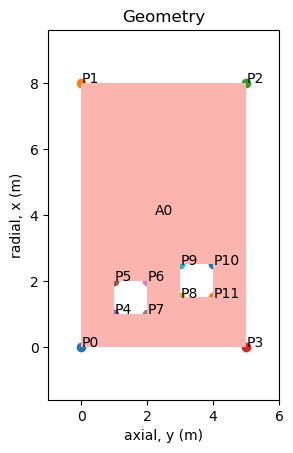 Geometry
P1
P2
8
6
radial, x (m)
4
A0
P9
P10
P5
P6
2
P8
P11
P4
P7
P0
P3
0
0
2
4
6
axial, y (m)